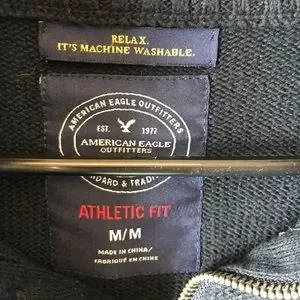 RELAX.
IT'S MACHINE WASHABLE.
AMERICAN EAGLE OUTFITTERS
EST. 1977
AMERICAN EAGLE
OUTFITTERS
ATHLETIC FIT
M/M
MADE IN CHINA/
FABRIQUÉ EN CHINE